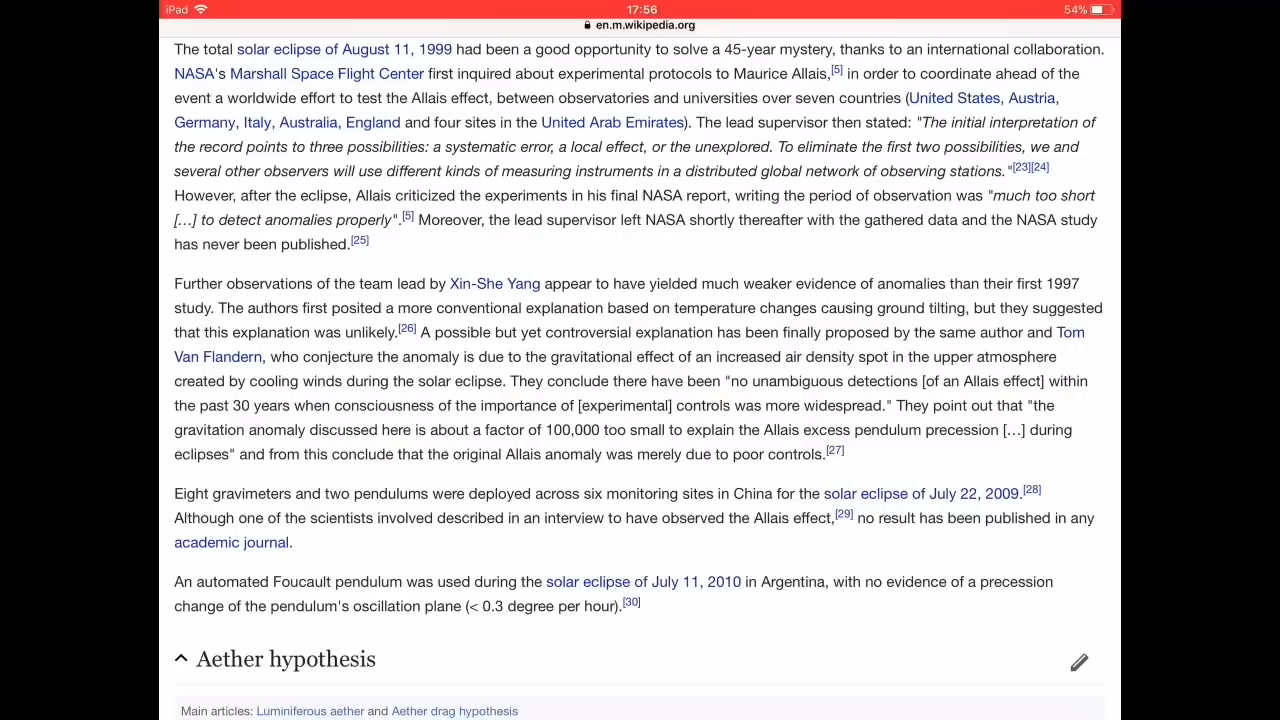 iPad 17:56 54%
en.m.wikipedia.org
The total solar eclipse of August 11, 1999 had been a good opportunity to solve a 45-year mystery, thanks to an international collaboration.
NASA's Marshall Space Flight Center first inquired about experimental protocols to Maurice Allais,[5] in order to coordinate ahead of the
event a worldwide effort to test the Allais effect, between observatories and universities over seven countries (United States, Austria,
Germany, Italy, Australia, England and four sites in the United Arab Emirates). The lead supervisor then stated: "The initial interpretation of
the record points to three possibilities: a systematic error, a local effect, or the unexplored. To eliminate the first two possibilities, we and
several other observers will use different kinds of measuring instruments in a distributed global network of observing stations."[23][24]
However, after the eclipse, Allais criticized the experiments in his final NASA report, writing the period of observation was "much too short
[...] to detect anomalies properly".[5] Moreover, the lead supervisor left NASA shortly thereafter with the gathered data and the NASA study
has never been published.[25]
Further observations of the team lead by Xin-She Yang appear to have yielded much weaker evidence of anomalies than their first 1997
study. The authors first posited a more conventional explanation based on temperature changes causing ground tilting, but they suggested
that this explanation was unlikely.[26] A possible but yet controversial explanation has been finally proposed by the same author and Tom
Van Flandern, who conjecture the anomaly is due to the gravitational effect of an increased air density spot in the upper atmosphere
created by cooling winds during the solar eclipse. They conclude there have been "no unambiguous detections [of an Allais effect] within
the past 30 years when consciousness of the importance of [experimental] controls was more widespread." They point out that "the
gravitation anomaly discussed here is about a factor of 100,000 too small to explain the Allais excess pendulum precession [...] during
eclipses" and from this conclude that the original Allais anomaly was merely due to poor controls.[27]
Eight gravimeters and two pendulums were deployed across six monitoring sites in China for the solar eclipse of July 22, 2009.[28]
Although one of the scientists involved described in an interview to have observed the Allais effect,[29] no result has been published in any
academic journal.
An automated Foucault pendulum was used during the solar eclipse of July 11, 2010 in Argentina, with no evidence of a precession
change of the pendulum's oscillation plane (< 0.3 degree per hour).[30]
Aether hypothesis
Main articles: Luminiferous aether and Aether drag hypothesis